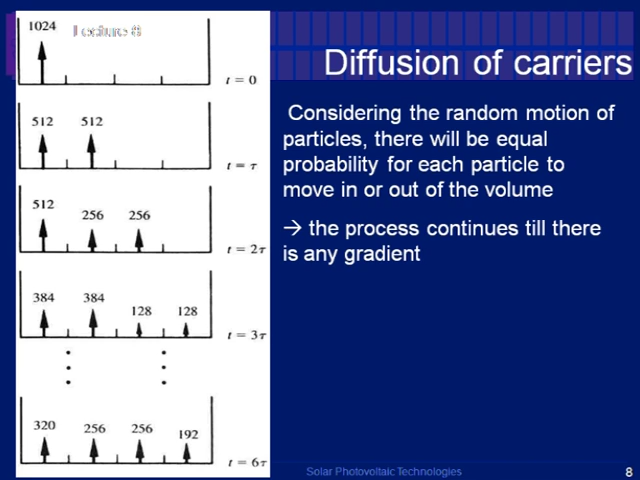 Lecture 8
Diffusion of carriers
1024
t = 0
512 512
t = τ
512 256 256
t = 2τ
384 384 128 128
t = 3τ
320 256 256 192
t = 6τ
Considering the random motion of
particles, there will be equal
probability for each particle to
move in or out of the volume
→ the process continues till there
is any gradient
Solar Photovoltaic Technologies
8